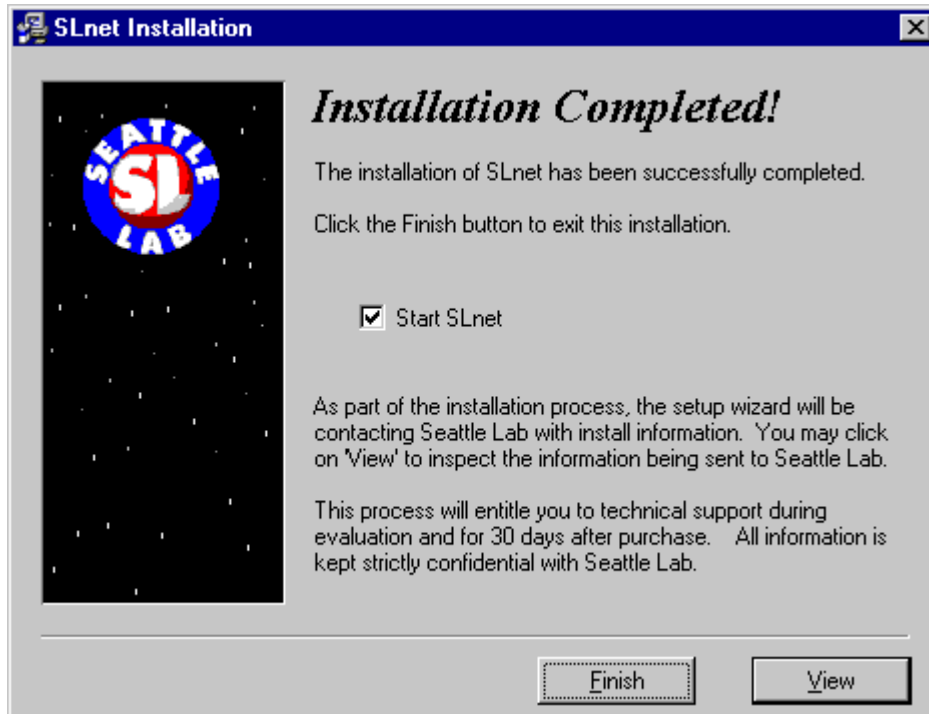 SLnet Installation
SEATTLE
SL
LAB
Installation Completed!
The installation of SLnet has been successfully completed.
Click the Finish button to exit this installation.
Start SLnet
As part of the installation process, the setup wizard will be
contacting Seattle Lab with install information.  You may click
on 'View' to inspect the information being sent to Seattle Lab.
This process will entitle you to technical support during
evaluation and for 30 days after purchase.    All information is
kept strictly confidential with Seattle Lab.
Finish
View